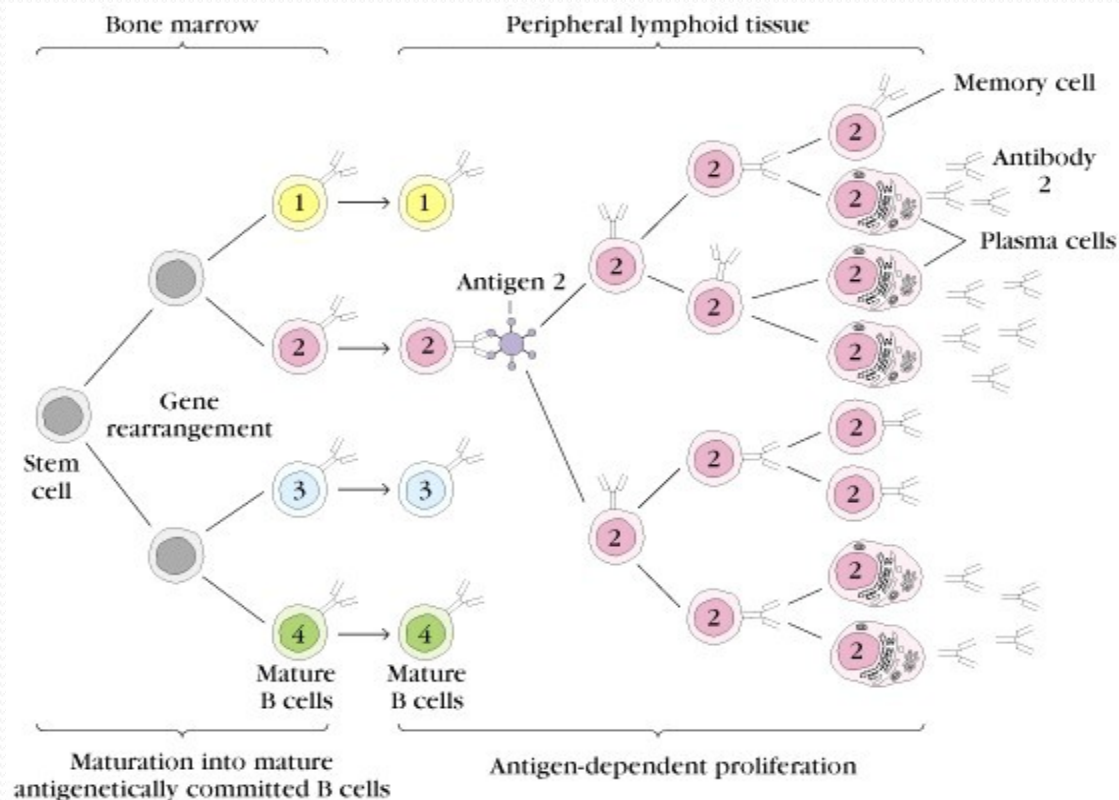 Bone marrow
Peripheral lymphoid tissue
Memory cell
2
Antibody
2
2
1
1
2
2
Plasma cells
2
2
Antigen 2
2
2
2
2
Gene
rearrangement
Stem
cell
2
2
3
3
2
2
2
4
4
2
2
Mature
B cells
Mature
B cells
Maturation into mature
antigenetically committed B cells
Antigen-dependent proliferation